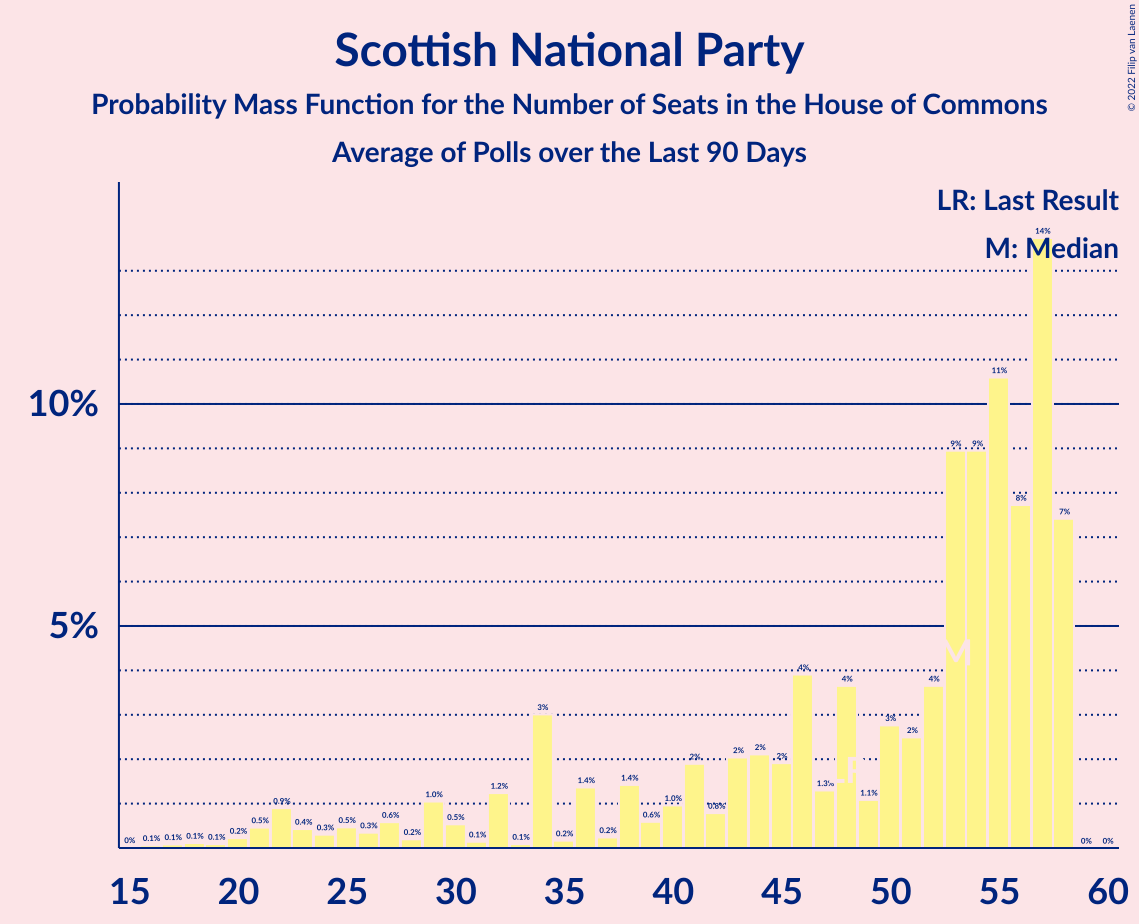 Scottish National Party
Probability Mass Function for the Number of Seats in the House of Commons
Average of Polls over the Last 90 Days
© 2022 Filip van Laenen
LR: Last Result
M: Median
10%
5%
0% 0.1% 0.1% 0.1% 0.1% 0.2% 0.5% 0.9% 0.4% 0.3% 0.5% 0.3% 0.6% 0.2% 1.0% 0.5% 0.1% 1.2% 0.1% 3% 0.2% 1.4% 0.2% 1.4% 0.6% 1.0% 2% 0.8% 2% 2% 2% 4% 1.3% 4% 1.1% 3% 2% 4% 9% 9% 11% 8% 14% 7% 0% 0%
M
15 20 25 30 35 40 45 50 55 60